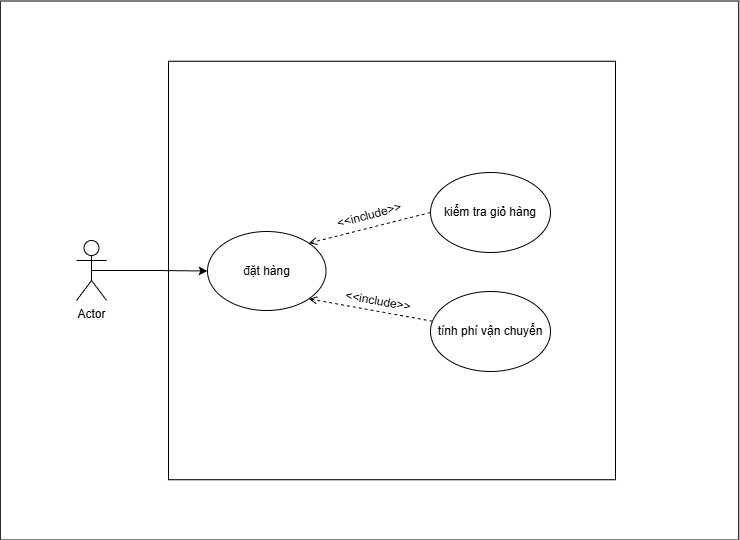 <<include>>
kiểm tra giỏ hàng
đặt hàng
<<include>>
tính phí vận chuyển
Actor